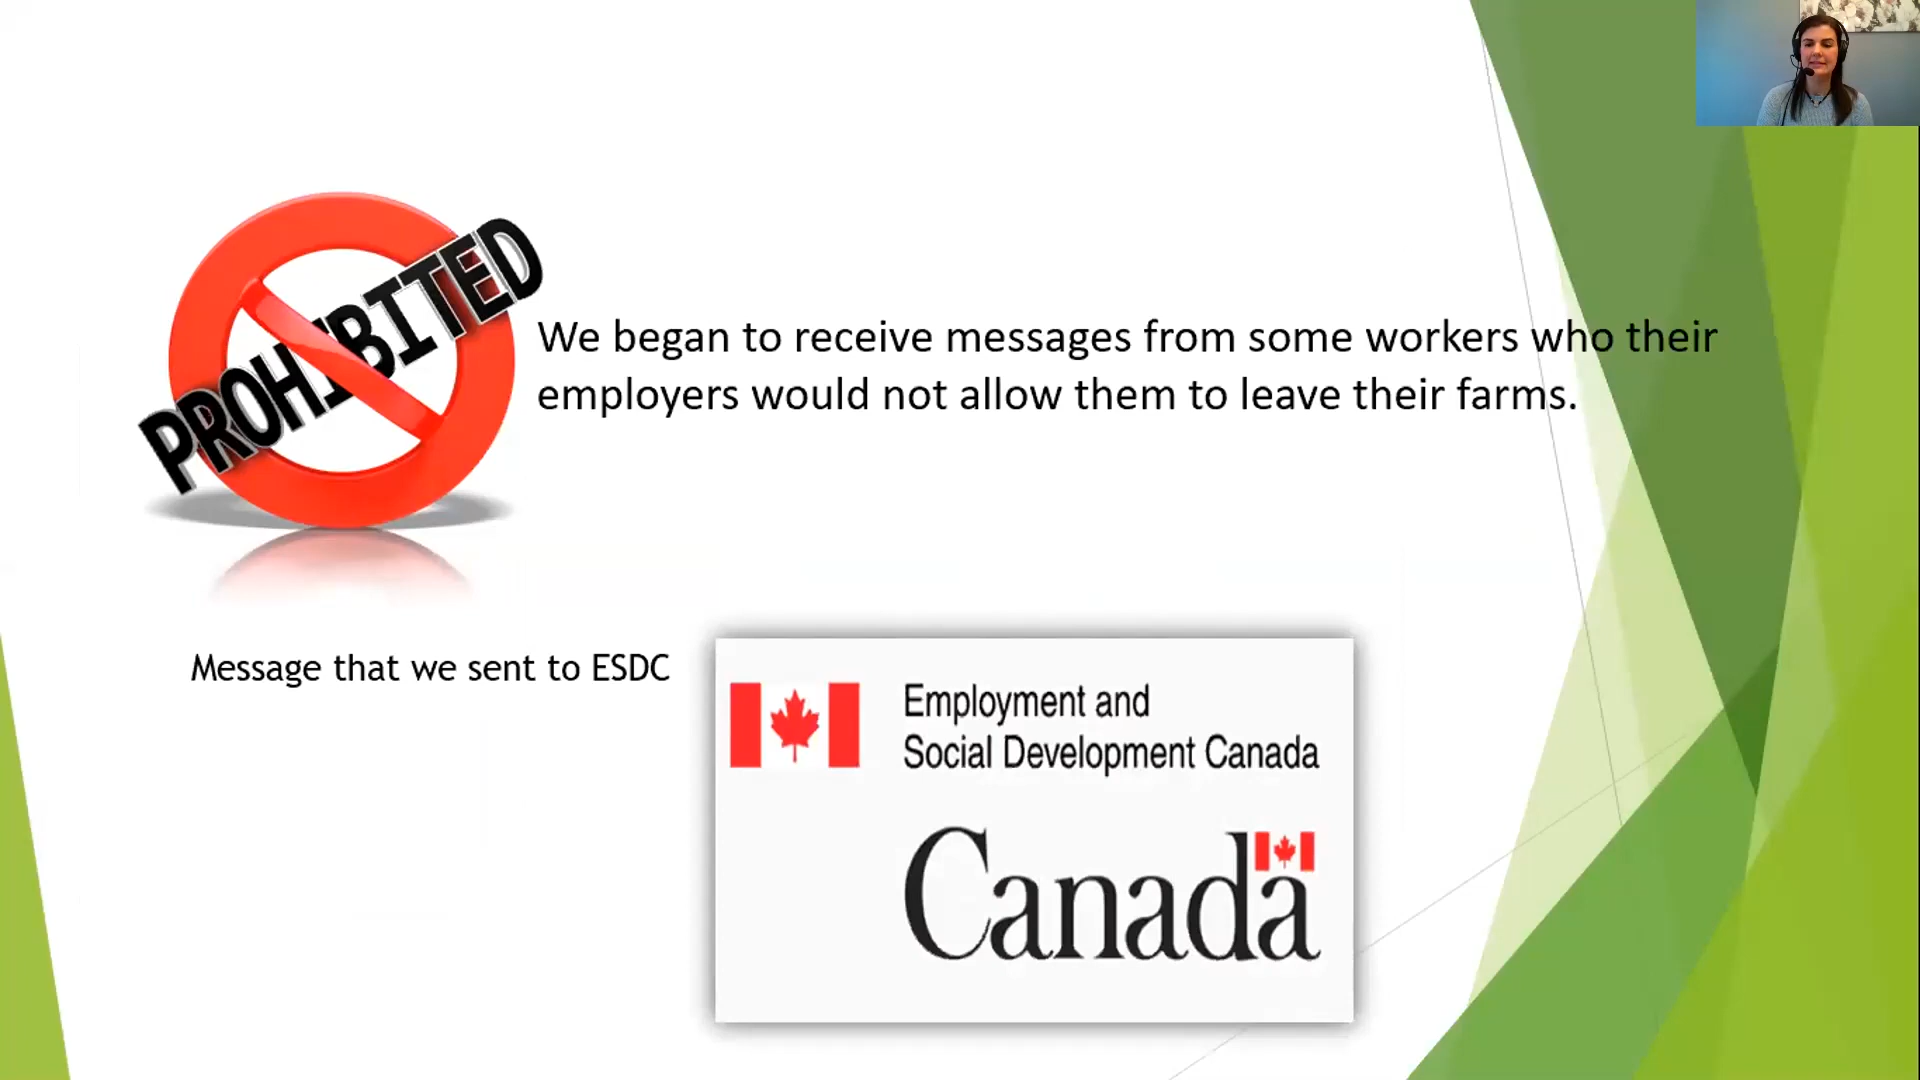 PROHIBITED
We began to receive messages from some workers who their
employers would not allow them to leave their farms.
Message that we sent to ESDC
Employment and
Social Development Canada
Canada